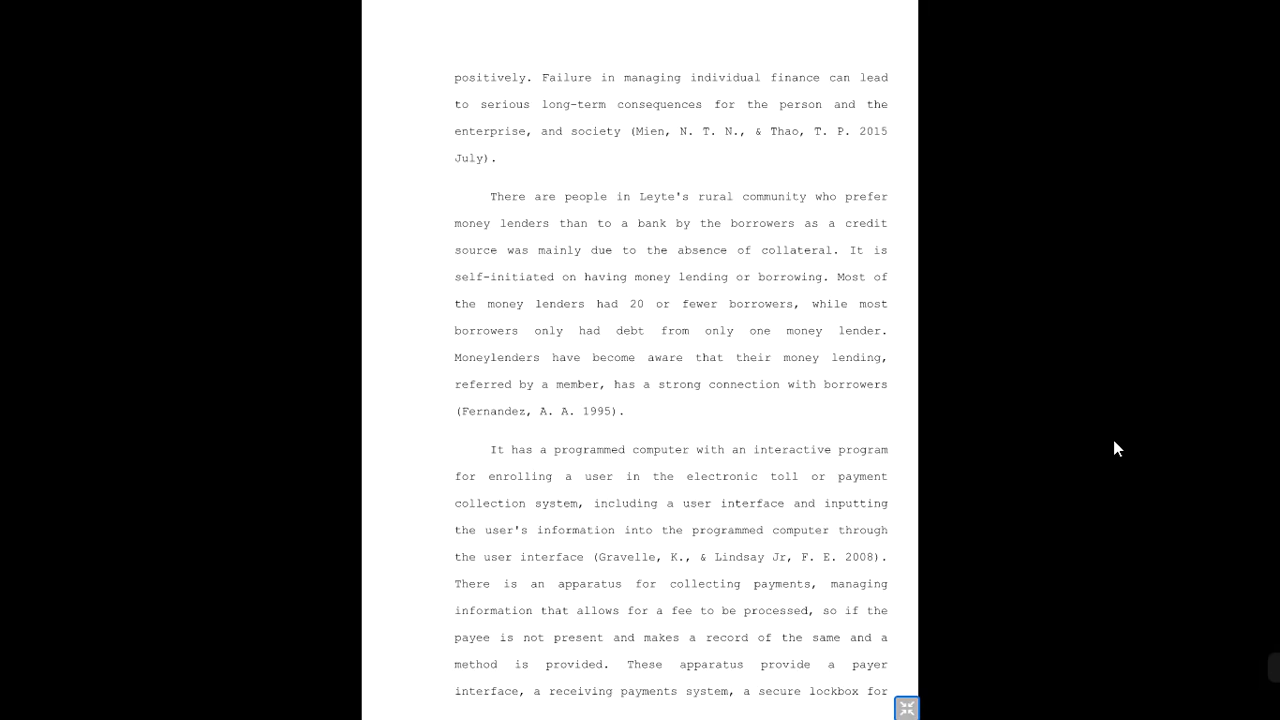 positively. Failure in managing individual finance can lead
to serious long-term consequences for the person and the
enterprise, and society (Mien, N. T. N., & Thao, T. P. 2015
July).
There are people in Leyte's rural community who prefer
money lenders than to a bank by the borrowers as a credit
source was mainly due to the absence of collateral. It is
self-initiated on having money lending or borrowing. Most of
the money lenders had 20 or fewer borrowers, while most
borrowers only had debt from only one money lender.
Moneylenders have become aware that their money lending,
referred by a member, has a strong connection with borrowers
(Fernandez, A. A. 1995).
It has a programmed computer with an interactive program
for enrolling a user in the electronic toll or payment
collection system, including a user interface and inputting
the user's information into the programmed computer through
the user interface (Gravelle, K., & Lindsay Jr, F. E. 2008).
There is an apparatus for collecting payments, managing
information that allows for a fee to be processed, so if the
payee is not present and makes a record of the same and a
method is provided. These apparatus provide a payer
interface, a receiving payments system, a secure lockbox for